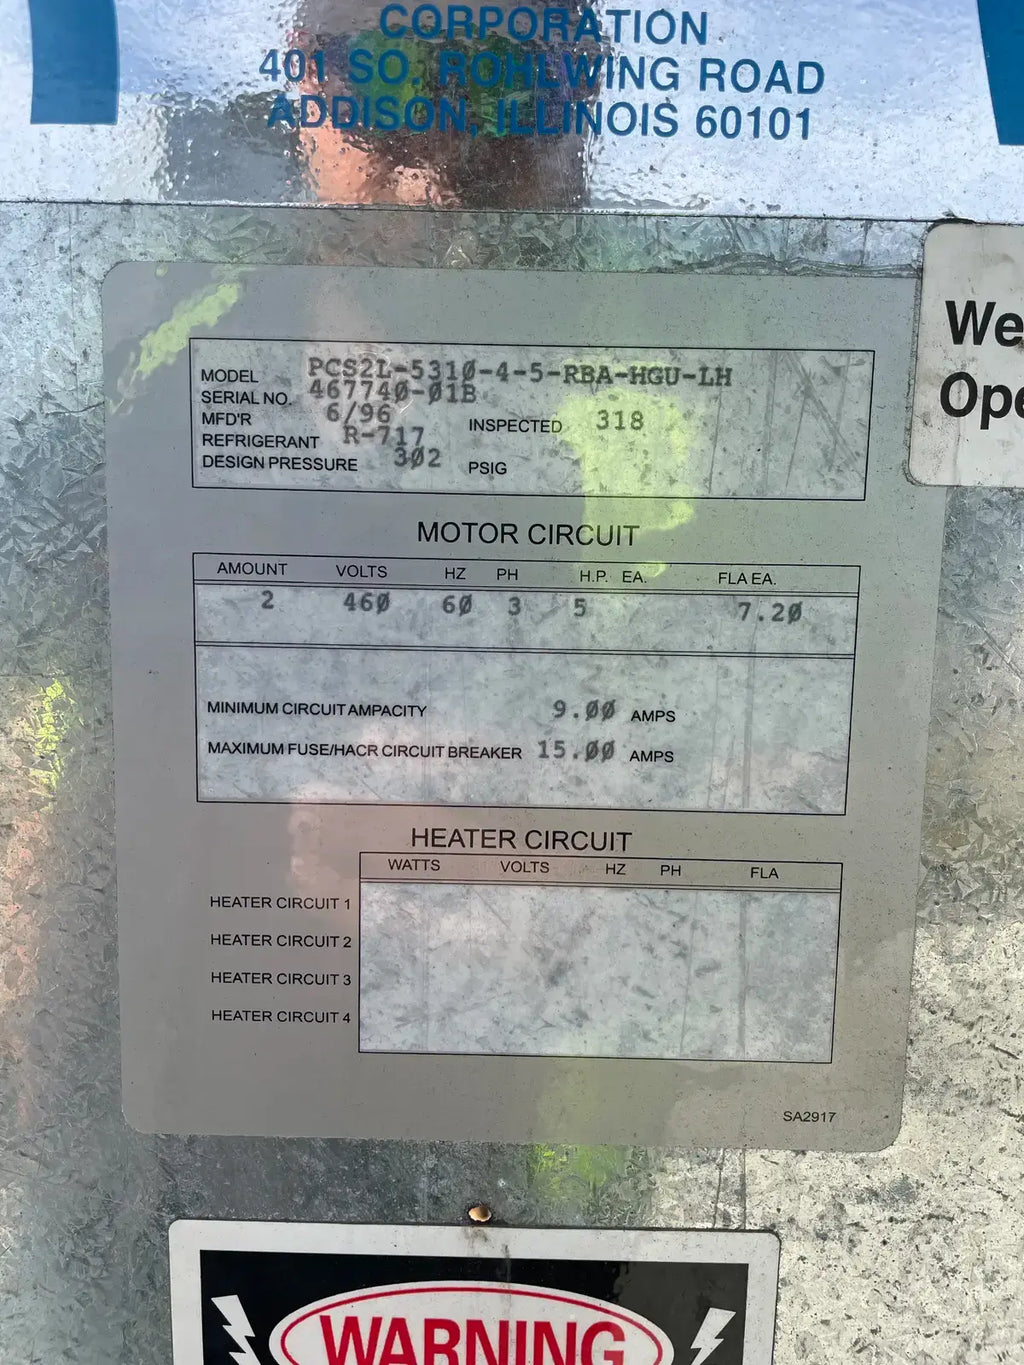 CORPORATION
401 SO. ROHLWING ROAD
ADDISON, ILLINOIS 60101
We
Ope
MODEL PCS2L-5310-4-5-RBA-HGU-LH
SERIAL NO. 467740-01B
MFD'R 6/96 INSPECTED 318
REFRIGERANT R-717
DESIGN PRESSURE 302 PSIG
MOTOR CIRCUIT
AMOUNT VOLTS HZ PH H.P. EA. FLA EA.
2 460 60 3 5 7.20
MINIMUM CIRCUIT AMPACITY 9.00 AMPS
MAXIMUM FUSE/HACR CIRCUIT BREAKER 15.00 AMPS
HEATER CIRCUIT
WATTS VOLTS HZ PH FLA
HEATER CIRCUIT 1
HEATER CIRCUIT 2
HEATER CIRCUIT 3
HEATER CIRCUIT 4
SA2917
WARNING